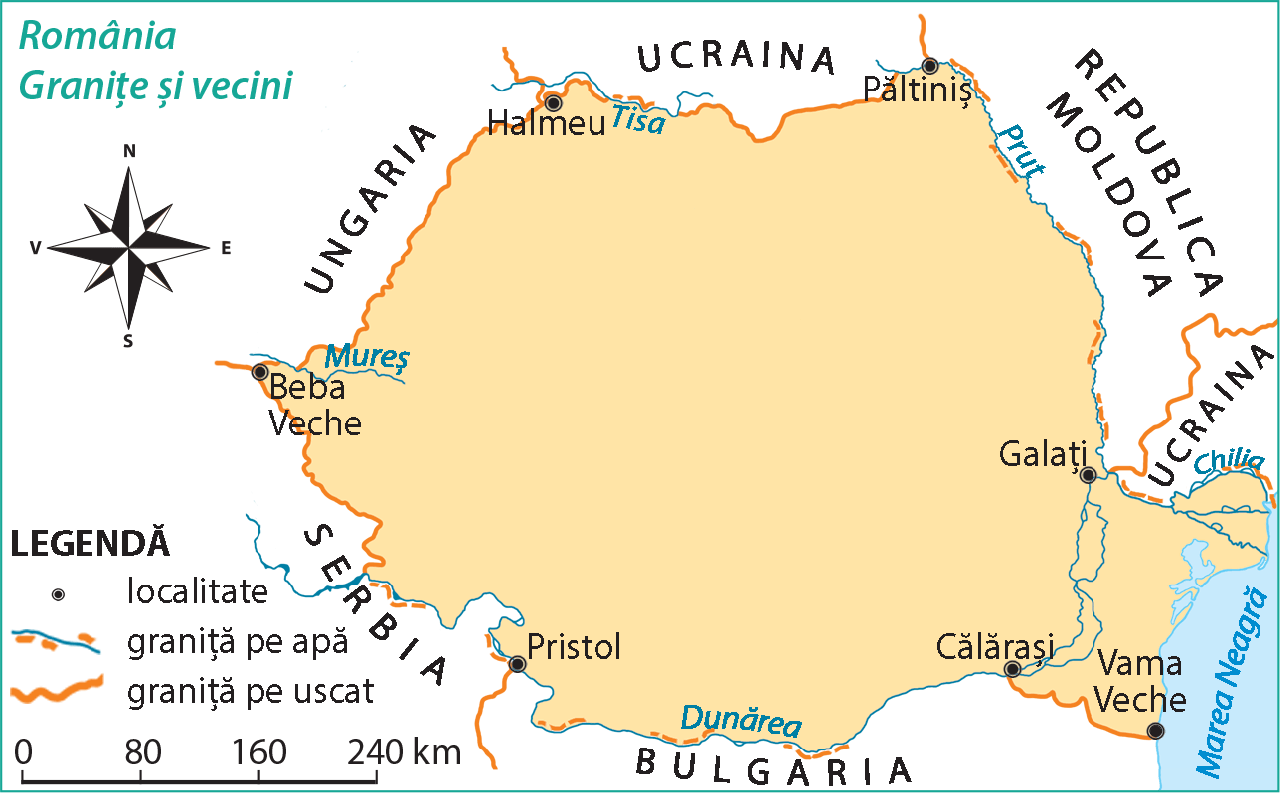 România
Granițe și vecini
UCRAINA
REPUBLICA
MOLDOVA
UNGARIA
Păltiniș
Halmeu
Tisa
Prut
N
V
E
S
Mureș
Beba
Veche
UCRAINA
Galați
Chilia
SERBIA
LEGENDĂ
localitate
graniță pe apă
graniță pe uscat
0 80 160 240 km
Pristol
Călărași
Vama
Veche
Dunărea
BULGARIA
Marea Neagră